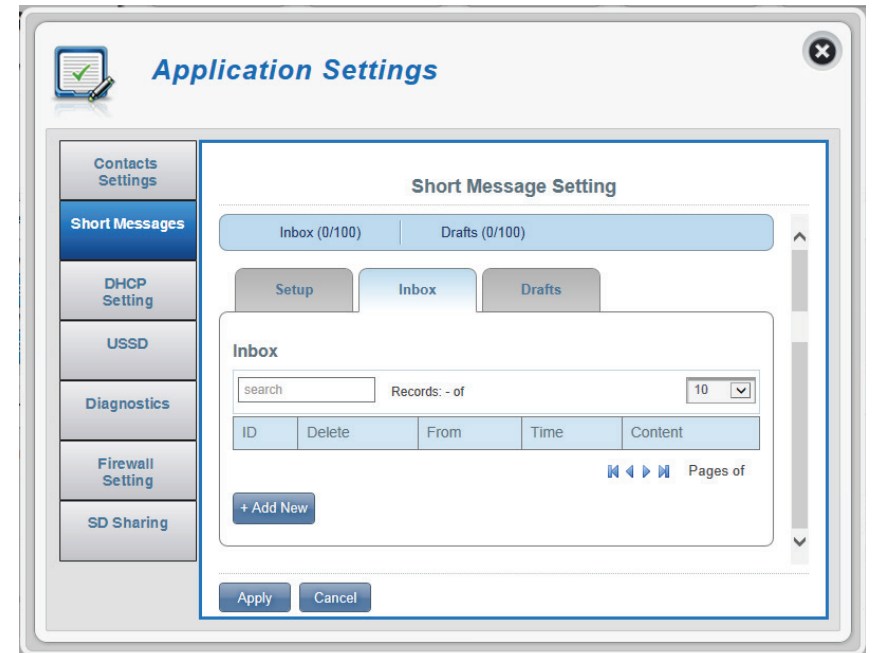 Application Settings
Contacts
Settings
Short Messages
DHCP
Setting
USSD
Diagnostics
Firewall
Setting
SD Sharing
Short Message Setting
Inbox (0/100) Drafts (0/100)
Setup Inbox Drafts
Inbox
search Records: - of 10
ID Delete From Time Content
Pages of
+ Add New
Apply Cancel